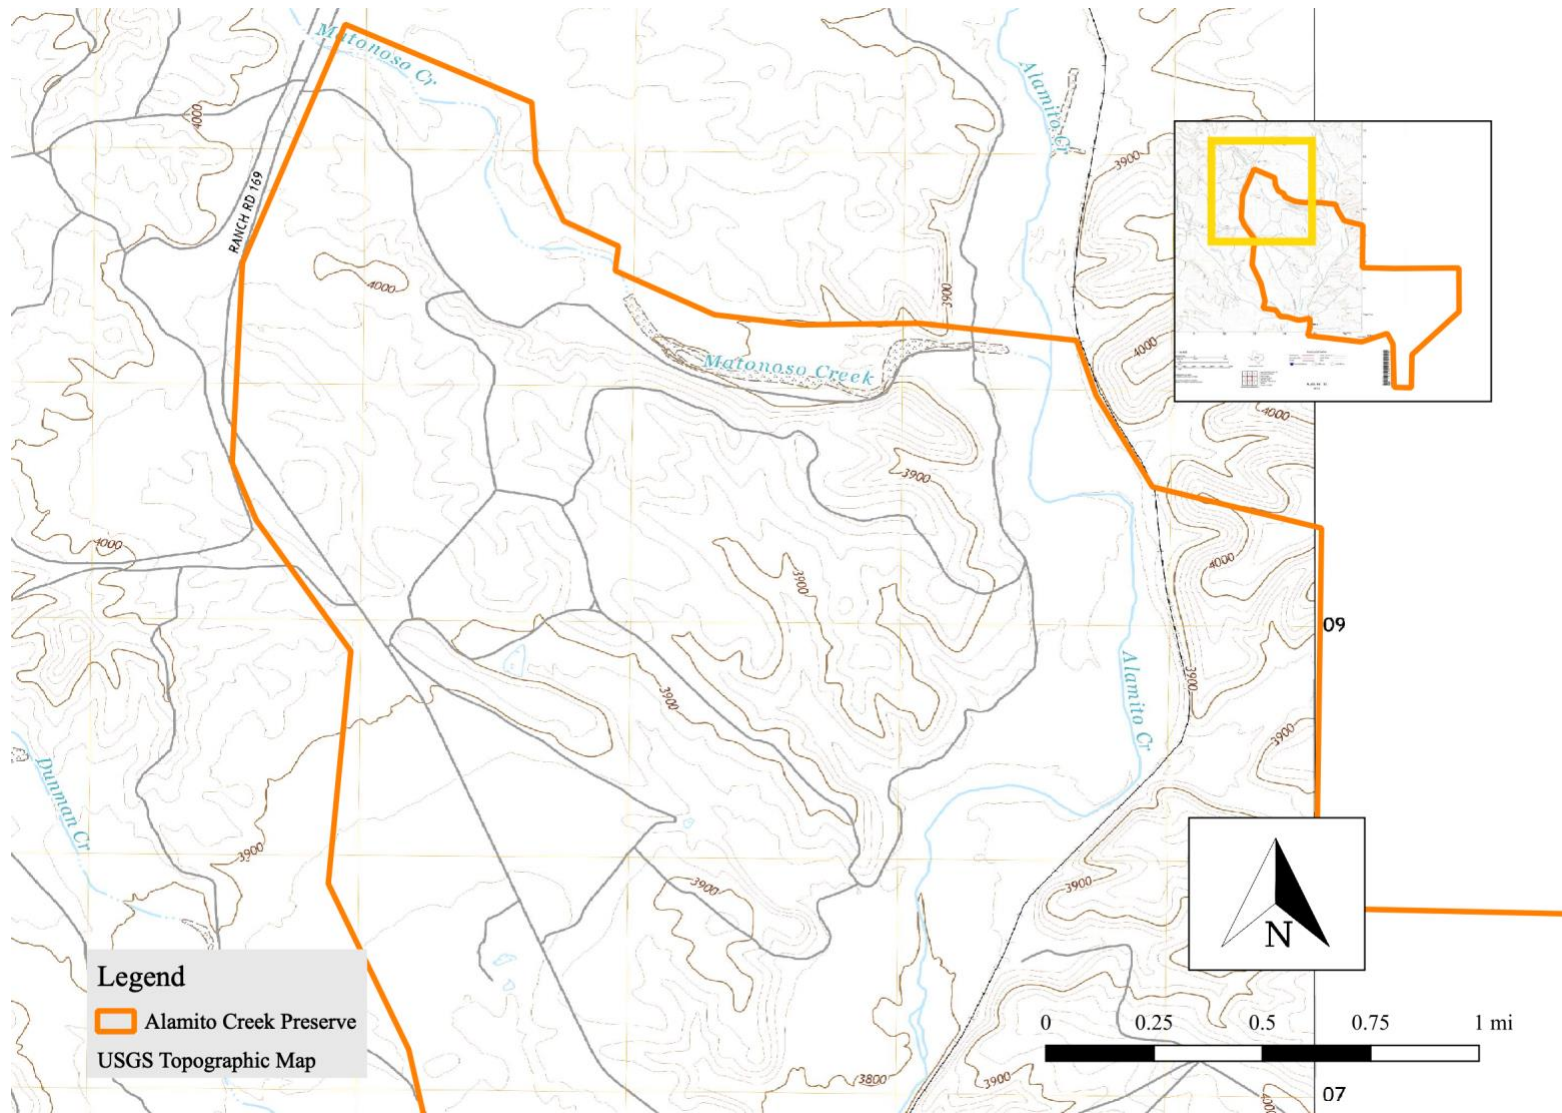 Matonoso Cr
Alamito Cr
4000
3900
RANCH RD 169
4000
3900
4000
Matonoso Creek
4000
3900
4000
4000
3900
09
3900
Alamito Cr
3900
3900
Dunman Cr
3900
3900
3900
N
Legend
Alamito Creek Preserve
USGS Topographic Map
0 0.25 0.5 0.75 1 mi
3800
3900
07